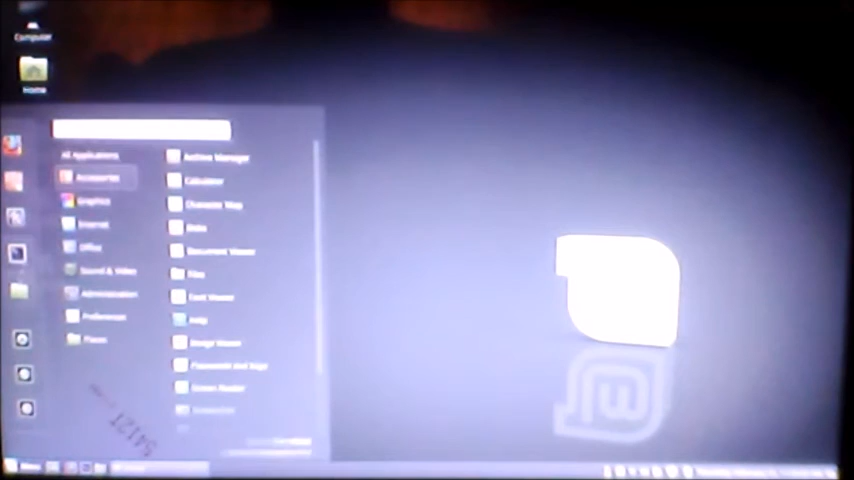 Computer
Home
All Applications
Accessories
Graphics
Internet
Office
Sound & Video
Administration
Preferences
Places
Archive Manager
Calculator
Character Map
Disks
Document Viewer
Files
Font Viewer
Help
Image Viewer
Passwords and Keys
Screen Reader
Menu
54121